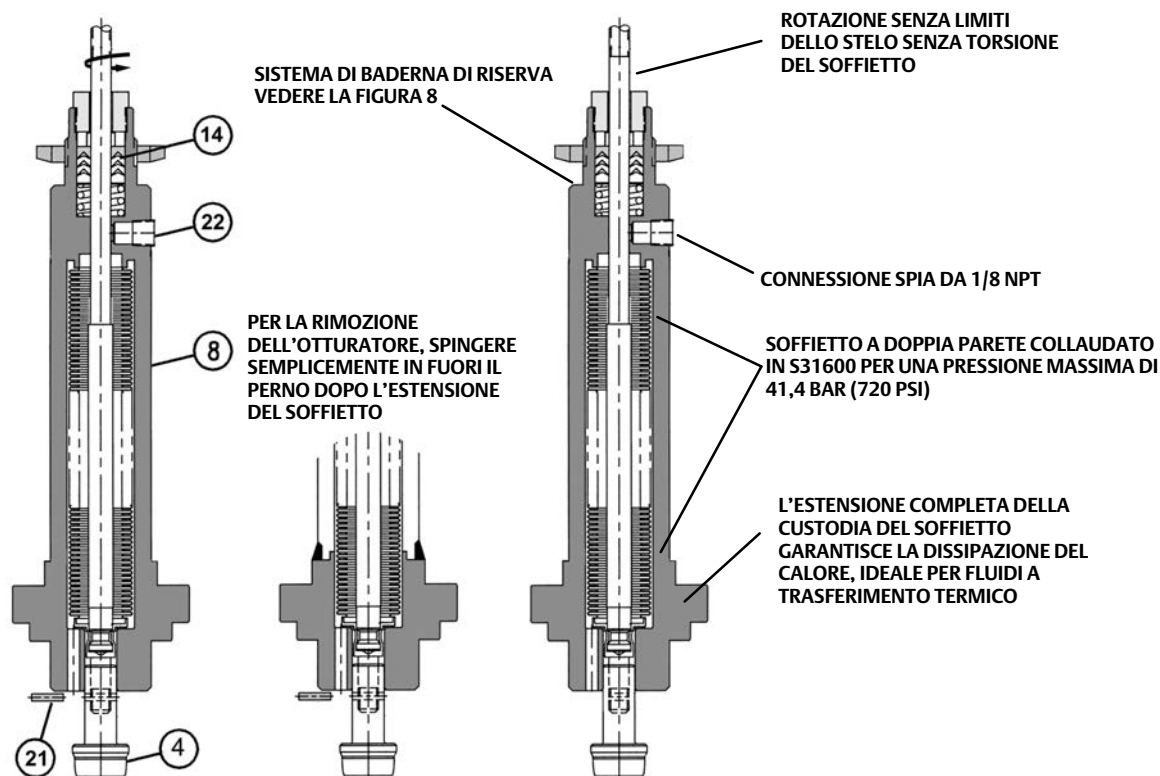 ROTAZIONE SENZA LIMITI
DELLO STELO SENZA TORSIONE
DEL SOFFIETTO
SISTEMA DI BADERNA DI RISERVA
VEDERE LA FIGURA 8
14
22
CONNESSIONE SPIA DA 1/8 NPT
PER LA RIMOZIONE
DELL'OTTURATORE, SPINGERE
SEMPLICEMENTE IN FUORI IL
PERNO DOPO L'ESTENSIONE
DEL SOFFIETTO
8
SOFFIETTO A DOPPIA PARETE COLLAUDATO
IN S31600 PER UNA PRESSIONE MASSIMA DI
41,4 BAR (720 PSI)
L'ESTENSIONE COMPLETA DELLA
CUSTODIA DEL SOFFIETTO
GARANTISCE LA DISSIPAZIONE DEL
CALORE, IDEALE PER FLUIDI A
TRASFERIMENTO TERMICO
21
4